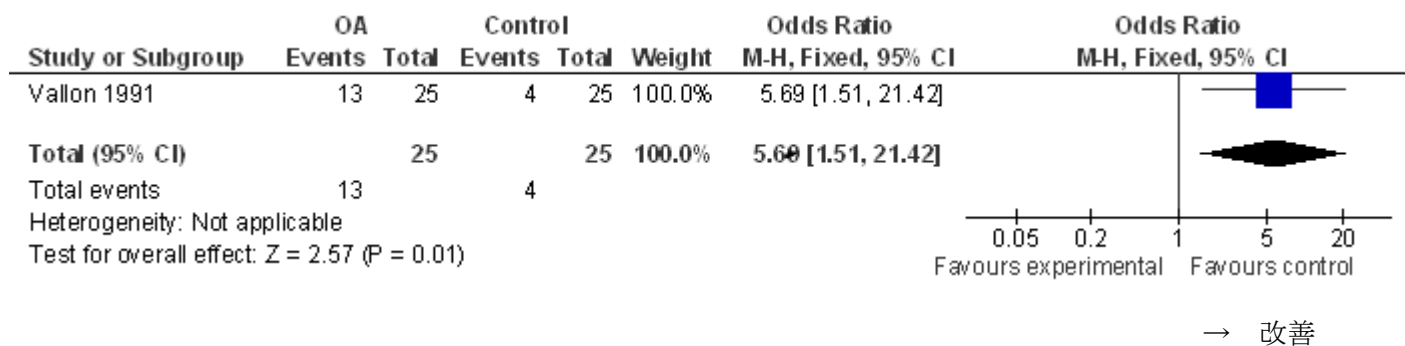 OA Control Odds Ratio Odds Ratio
Study or Subgroup Events Total Events Total Weight M-H, Fixed, 95% CI M-H, Fixed, 95% CI
Vallon 1991 13 25 4 25 100.0% 5.69 [1.51, 21.42]
Total (95% CI) 25 25 100.0% 5.69 [1.51, 21.42]
Total events 13 4
Heterogeneity: Not applicable
Test for overall effect: Z = 2.57 (P = 0.01)
0.05 0.2 1 5 20
Favours experimental Favours control
→ 改善